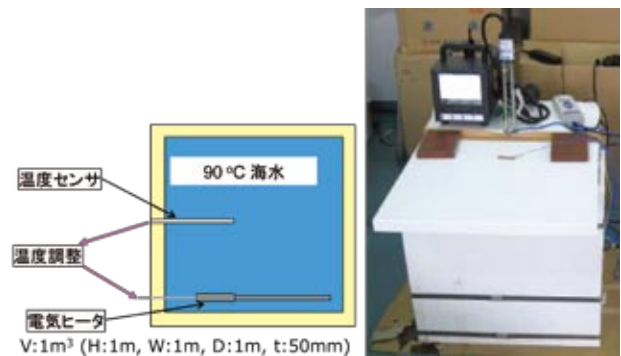 90 ℃ 海水
温度センサ
温度調整
電気ヒータ
V:1m³ (H:1m, W:1m, D:1m, t:50mm)